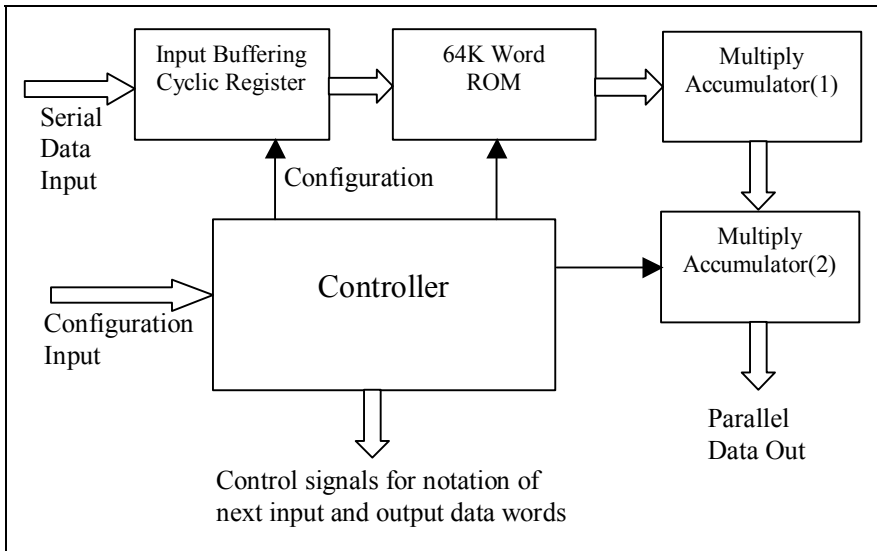 Input Buffering
Cyclic Register
64K Word
ROM
Multiply
Accumulator(1)
Serial
Data
Input
Configuration
Multiply
Accumulator(2)
Controller
Configuration
Input
Parallel
Data Out
Control signals for notation of
next input and output data words